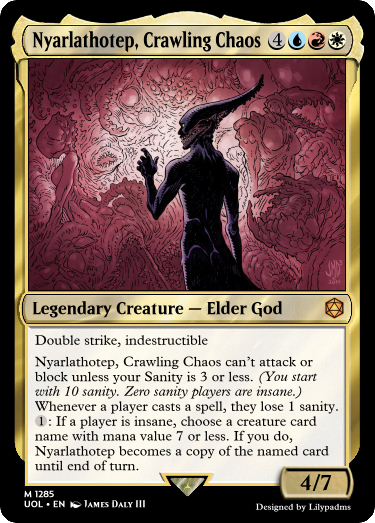 Nyarlathotep, Crawling Chaos 4
Legendary Creature — Elder God
Double strike, indestructible
Nyarlathotep, Crawling Chaos can't attack or
block unless your Sanity is 3 or less. (You start
with 10 sanity. Zero sanity players are insane.)
Whenever a player casts a spell, they lose 1 sanity.
1: If a player is insane, choose a creature card
name with mana value 7 or less. If you do,
Nyarlathotep becomes a copy of the named card
until end of turn.
4/7
M 1285
UOL • EN JAMES DALY III
Designed by Lilypadms